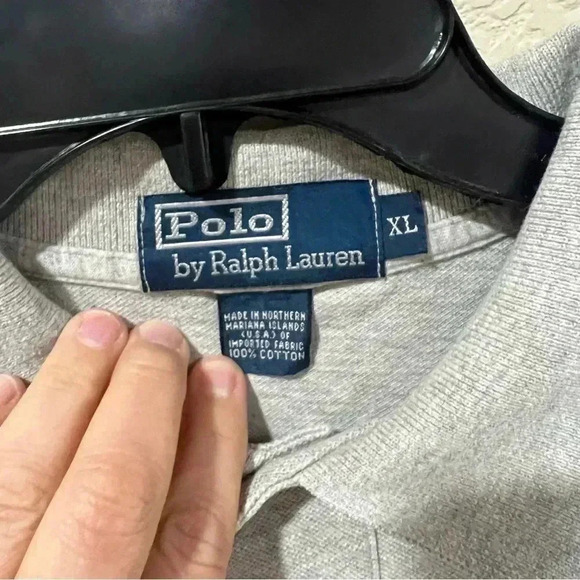 Polo
by Ralph Lauren
XL
MADE IN NORTHERN
MARIANA ISLANDS
(U.S.A.) OF
IMPORTED FABRIC
100% COTTON